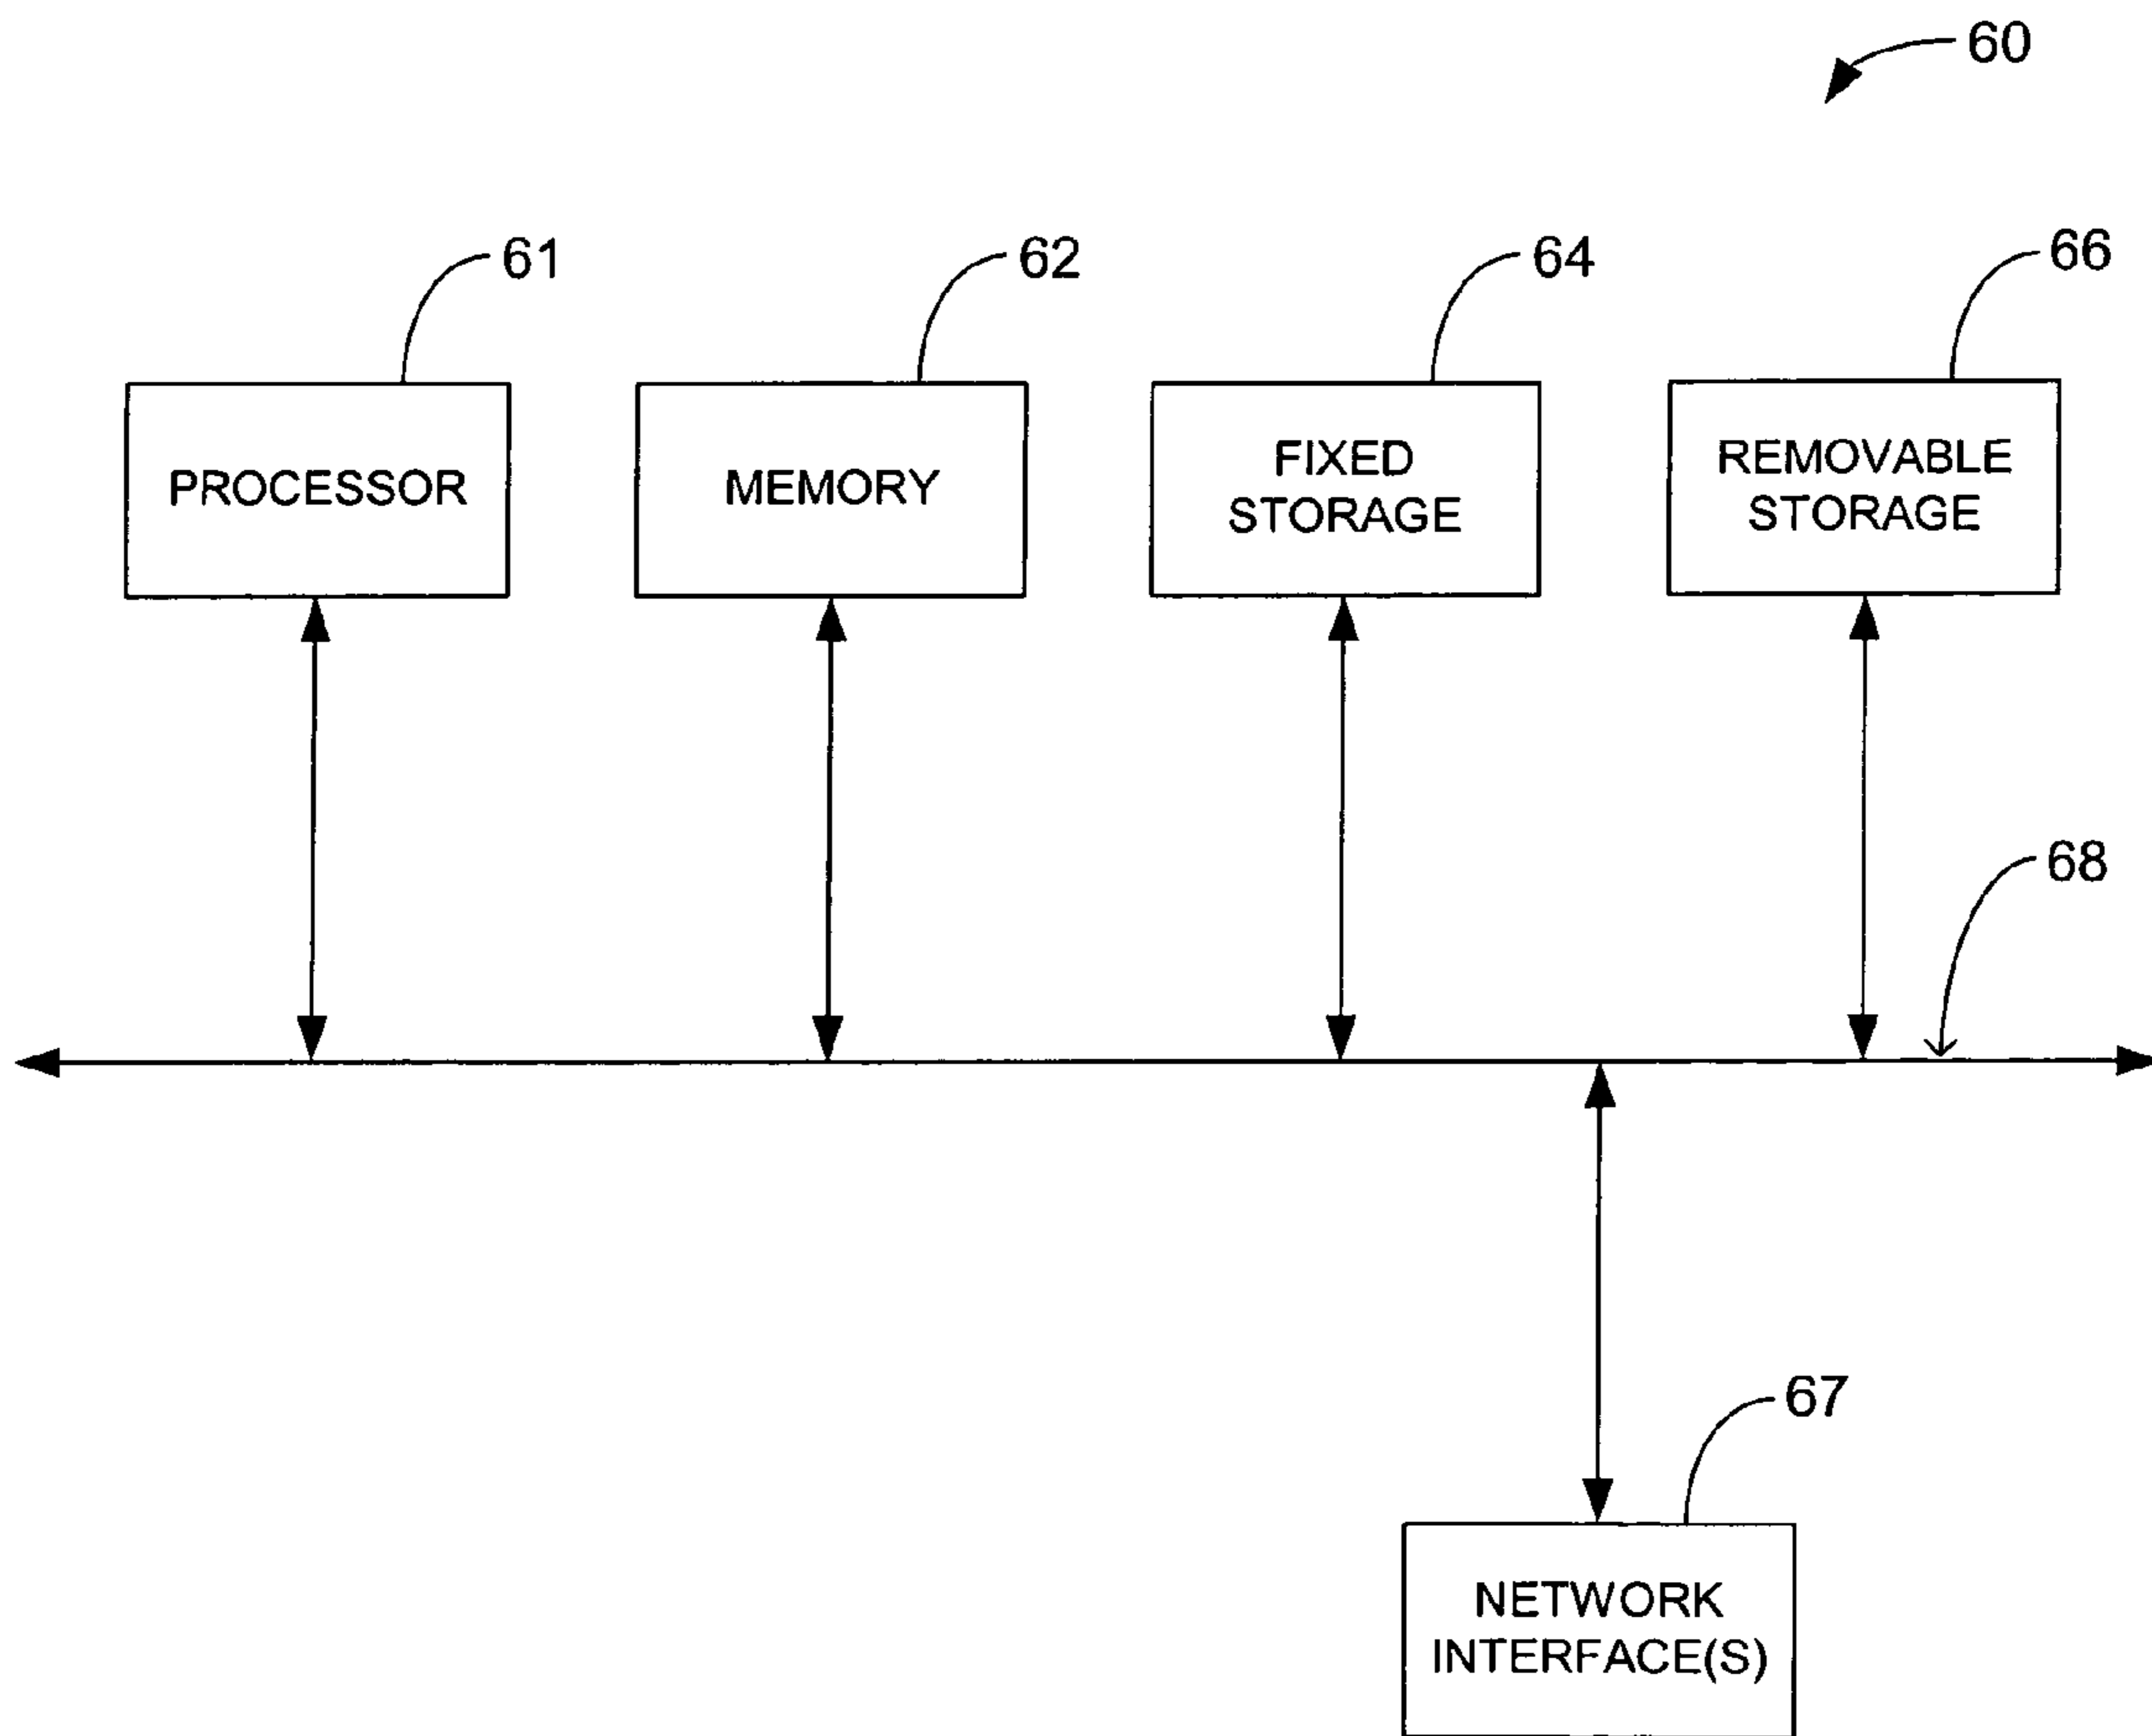 60
61
62
64
66
PROCESSOR
MEMORY
FIXED
STORAGE
REMOVABLE
STORAGE
68
67
NETWORK
INTERFACE(S)